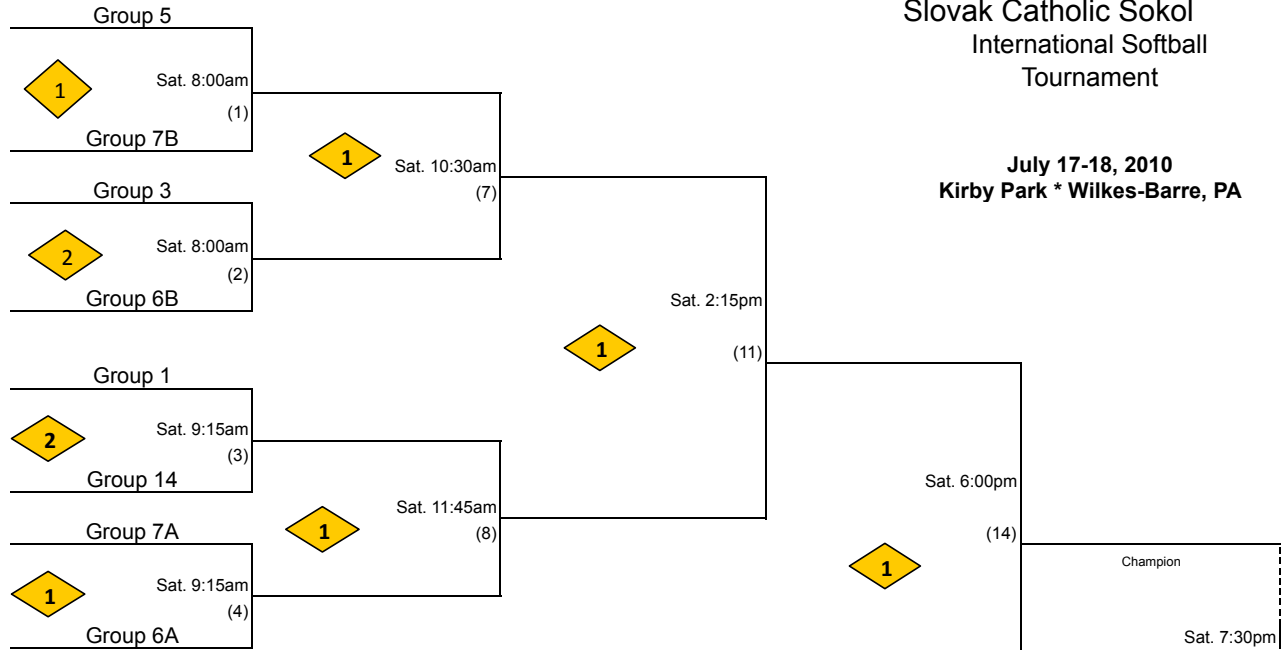 Group 5
Slovak Catholic Sokol
International Softball
Tournament
1
Sat. 8:00am
(1)
Group 7B
1
Sat. 10:30am
(7)
July 17-18, 2010
Kirby Park * Wilkes-Barre, PA
Group 3
2
Sat. 8:00am
(2)
Group 6B
Sat. 2:15pm
1
(11)
Group 1
2
Sat. 9:15am
(3)
Group 14
Sat. 6:00pm
Sat. 11:45am
1
(8)
(14)
Group 7A
1
Champion
1
Sat. 9:15am
(4)
Group 6A
Sat. 7:30pm